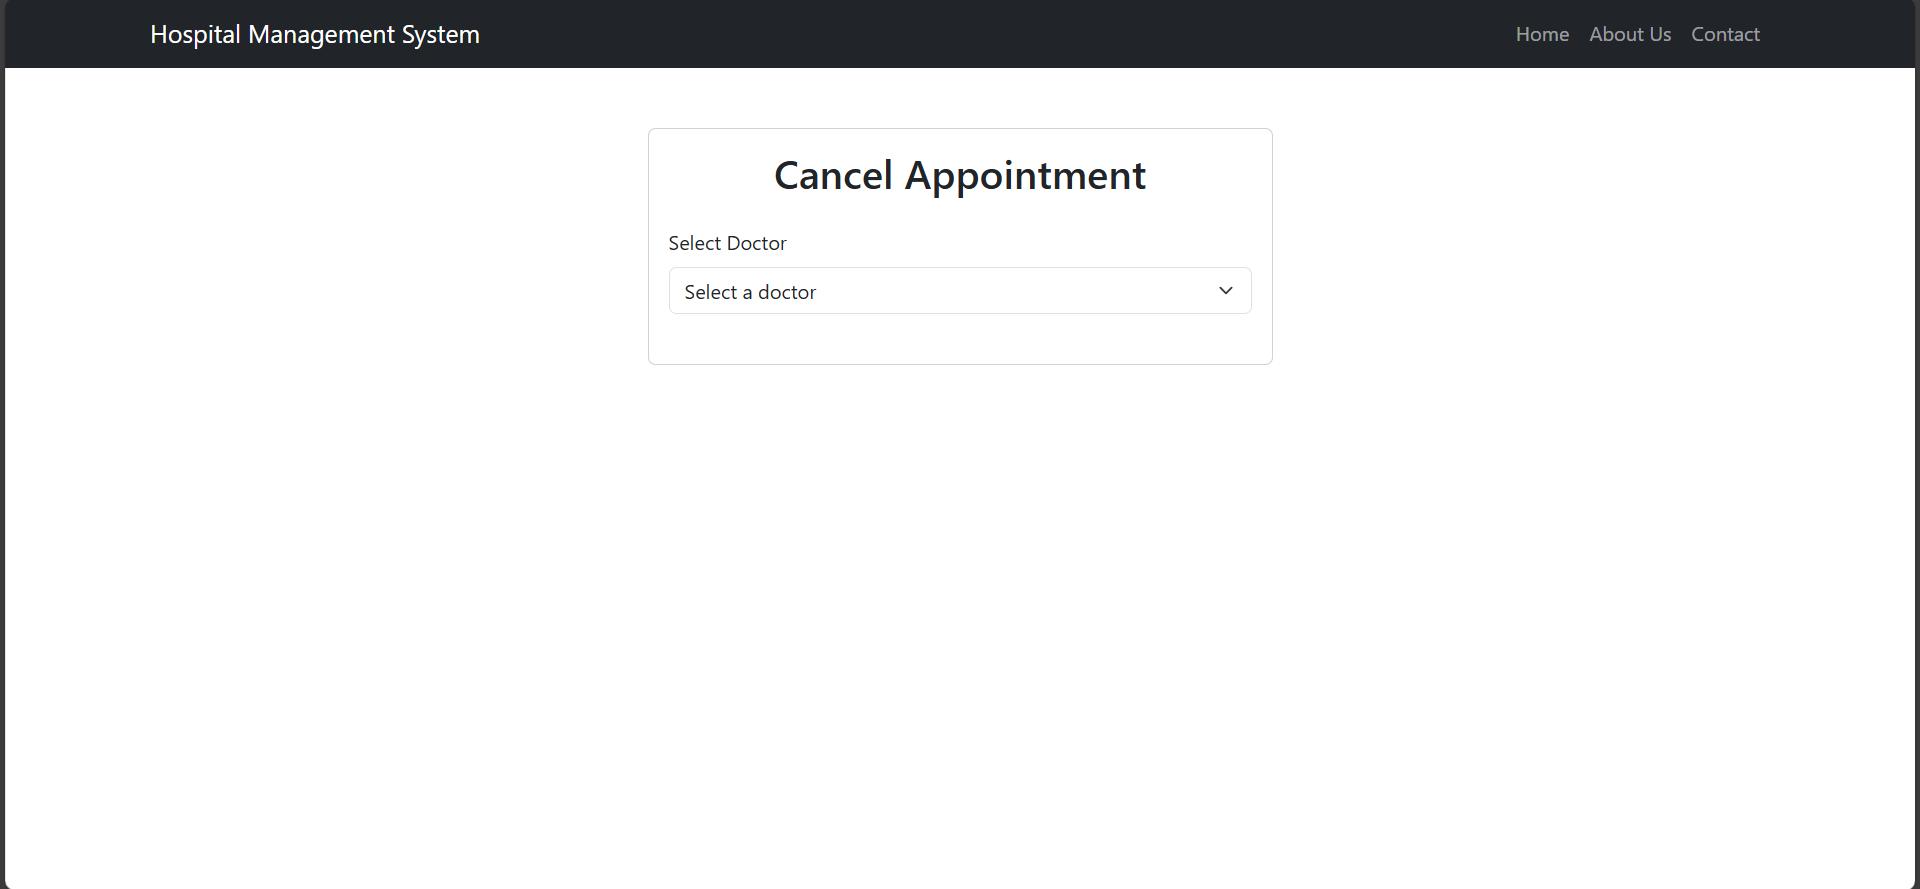 Hospital Management System
Home About Us Contact
Cancel Appointment
Select Doctor
Select a doctor